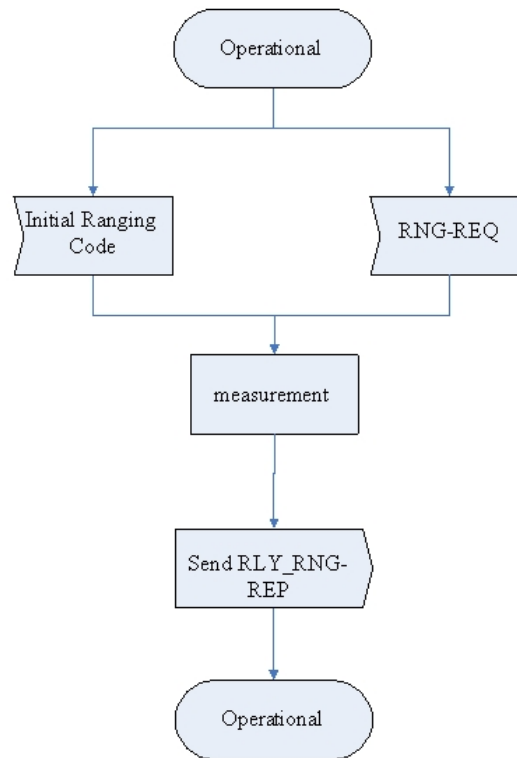 Operational
Initial Ranging
Code
RNG-REQ
measurement
Send RLY_RNG-
REP
Operational